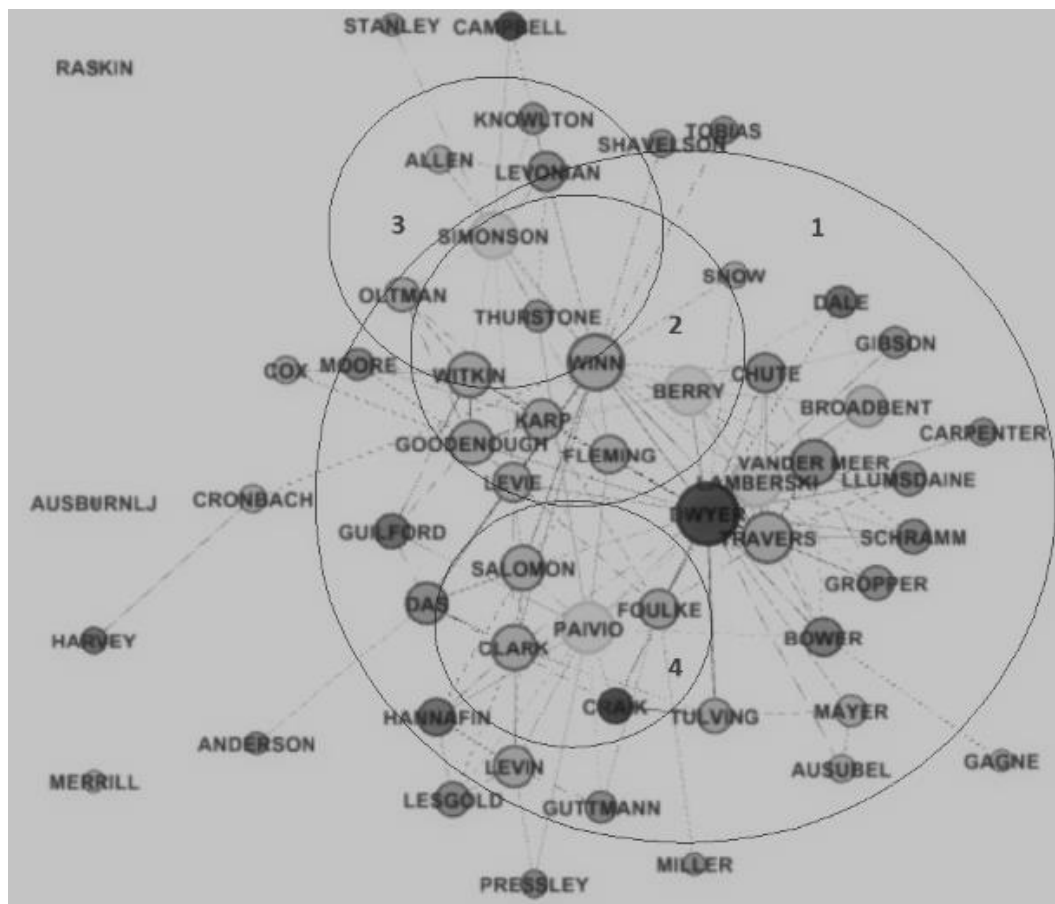 STANLEY
CAMPBELL
RASKIN
KNOWLTON
TOBIAS
SHAVELSON
ALLEN
LEVONIAN
3
1
SIMONSON
SNOW
OLTMAN
DALE
THURSTONE
2
GIBSON
COX
MOORE
WITKIN
WINN
CHUTE
BERRY
BROADBENT
KARP
CARPENTER
GOODENOUGH
FLEMING
VANDER MEER
LEVIE
LAMBERSKI
LLUMSDAINE
AUSBURNLJ
CRONBACH
DWYER
GUILFORD
TRAVERS
SCHRAMM
SALOMON
GROPPER
DAS
FOULKE
PAIVIO
HARVEY
BOWER
CLARK
4
CRAIK
HANNAFIN
TULVING
MAYER
ANDERSON
GAGNE
LEVIN
AUSUBEL
MERRILL
LESGOLD
GUTTMANN
MILLER
PRESSLEY